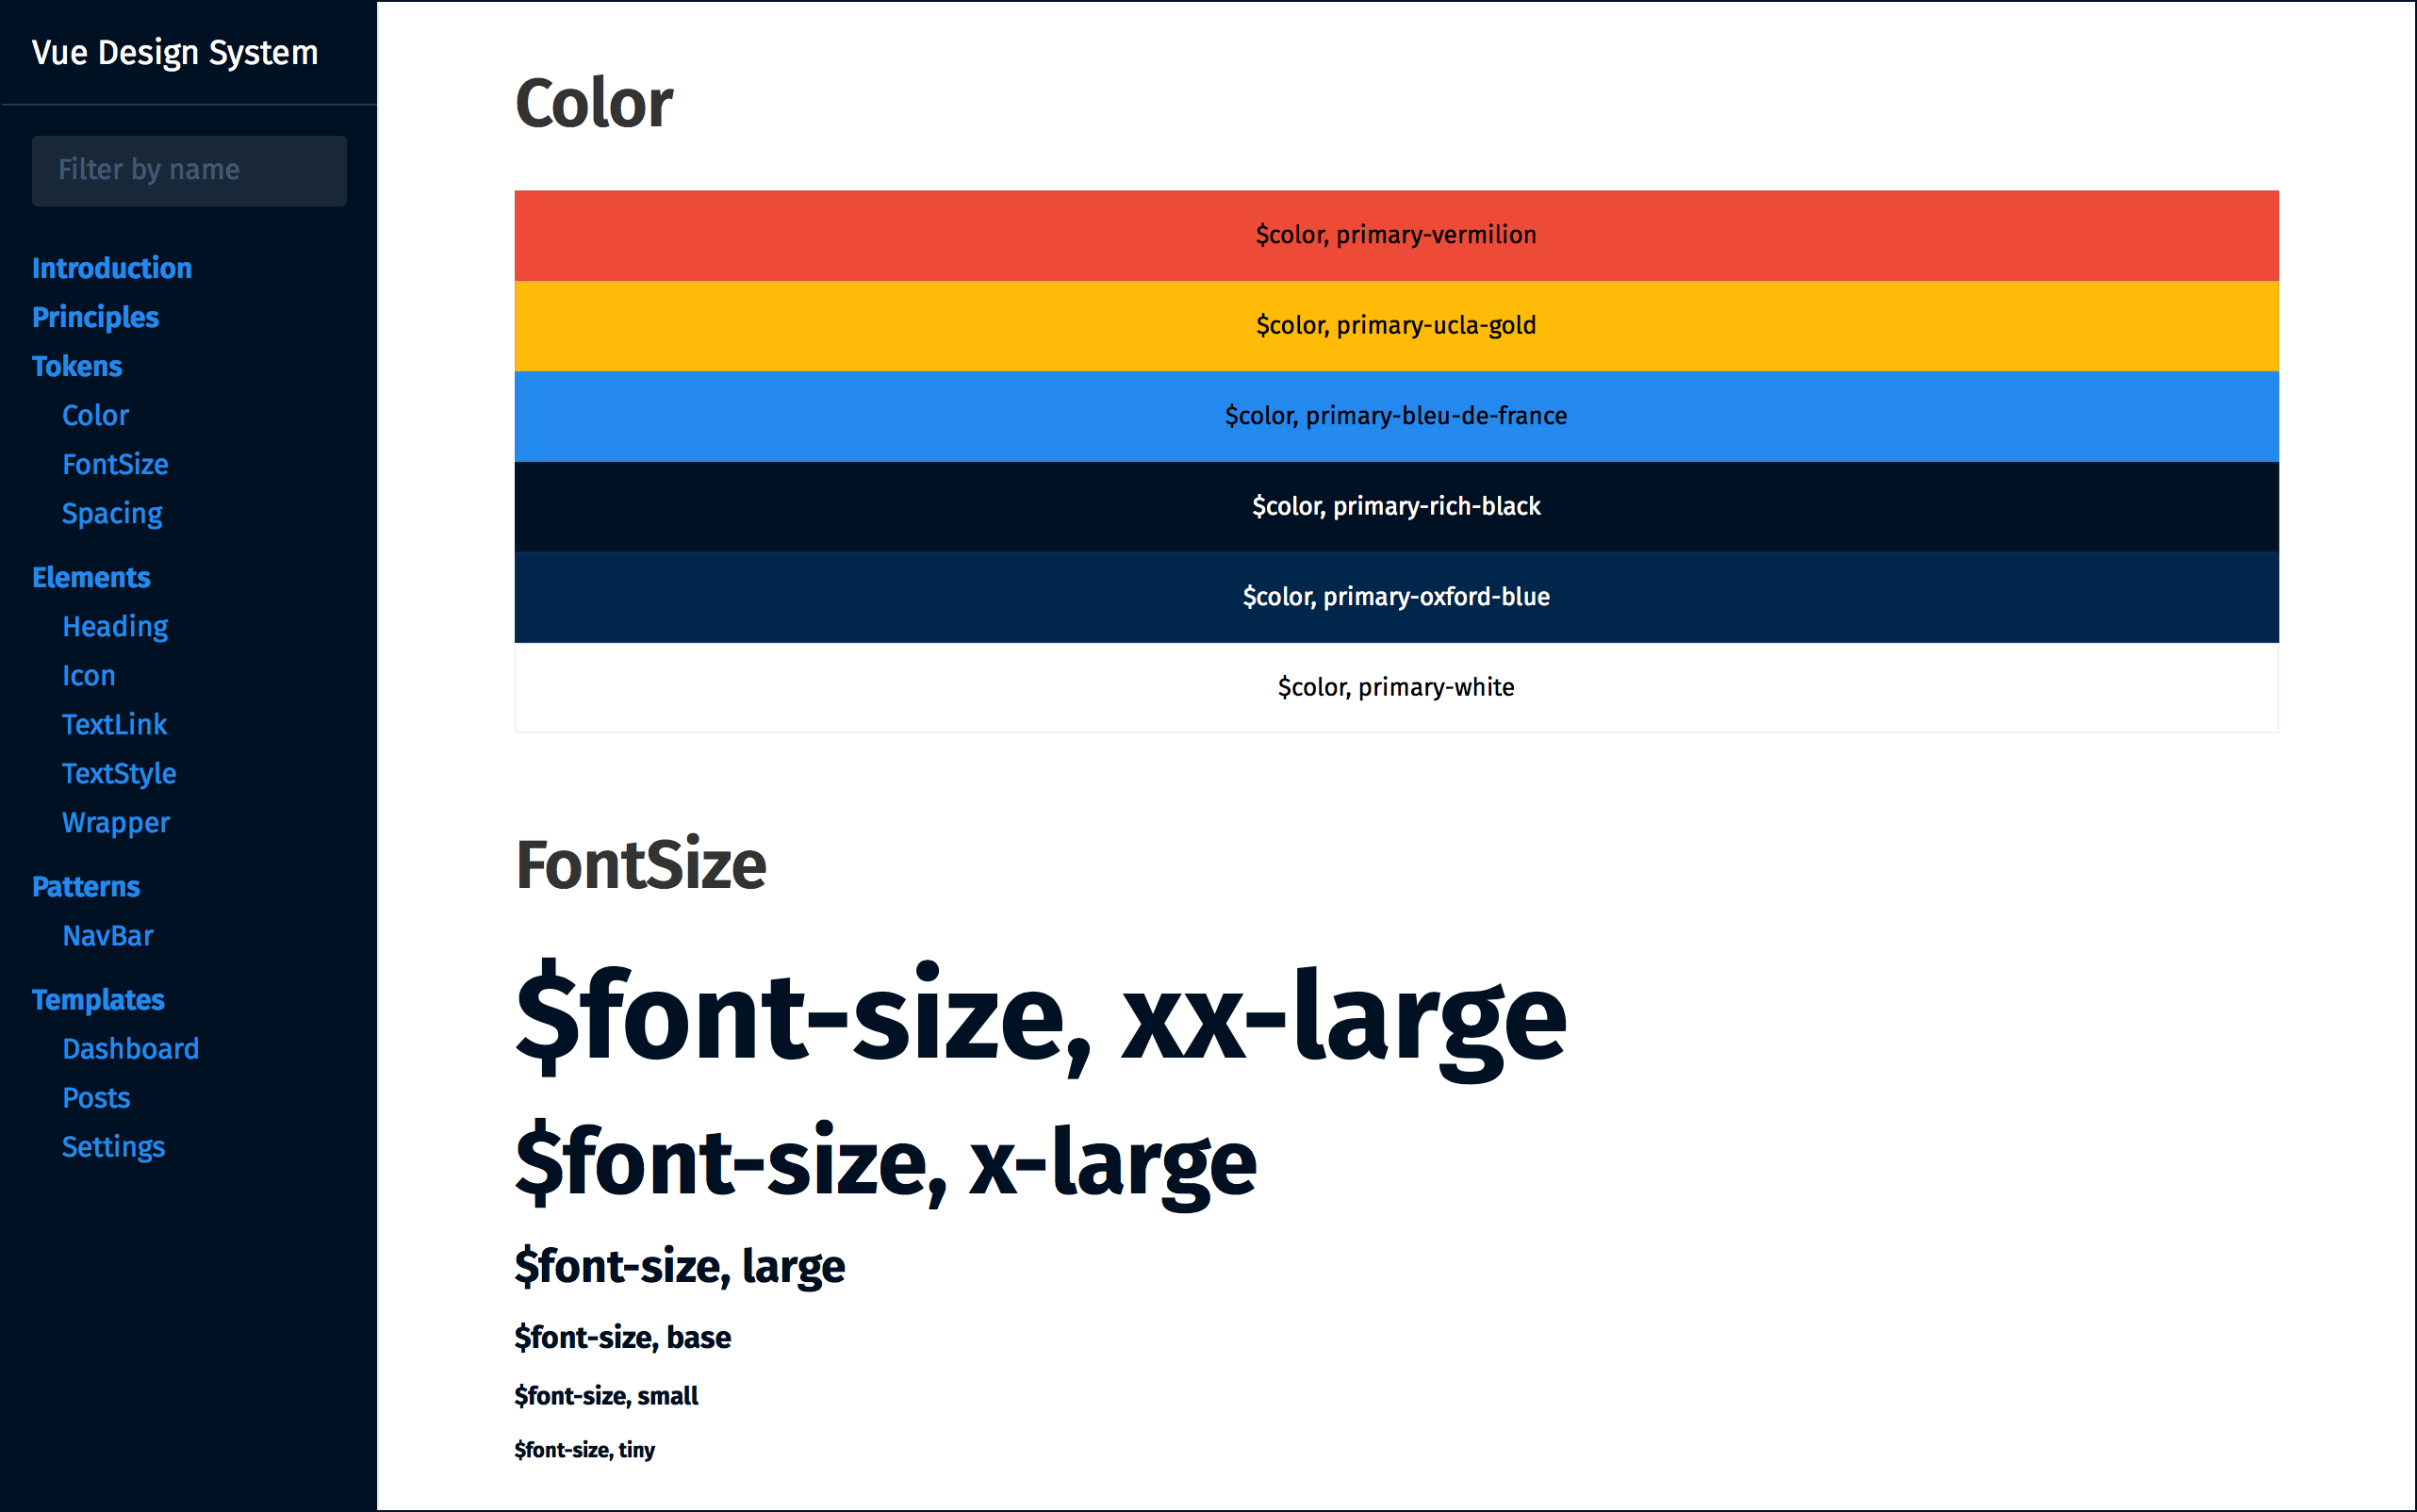 Vue Design System
Filter by name
Introduction
Principles
Tokens
Color
FontSize
Spacing
Elements
Heading
Icon
TextLink
TextStyle
Wrapper
Patterns
NavBar
Templates
Dashboard
Posts
Settings
Color
$color, primary-vermilion
$color, primary-ucla-gold
$color, primary-bleu-de-france
$color, primary-rich-black
$color, primary-oxford-blue
$color, primary-white
FontSize
$font-size, xx-large
$font-size, x-large
$font-size, large
$font-size, base
$font-size, small
$font-size, tiny